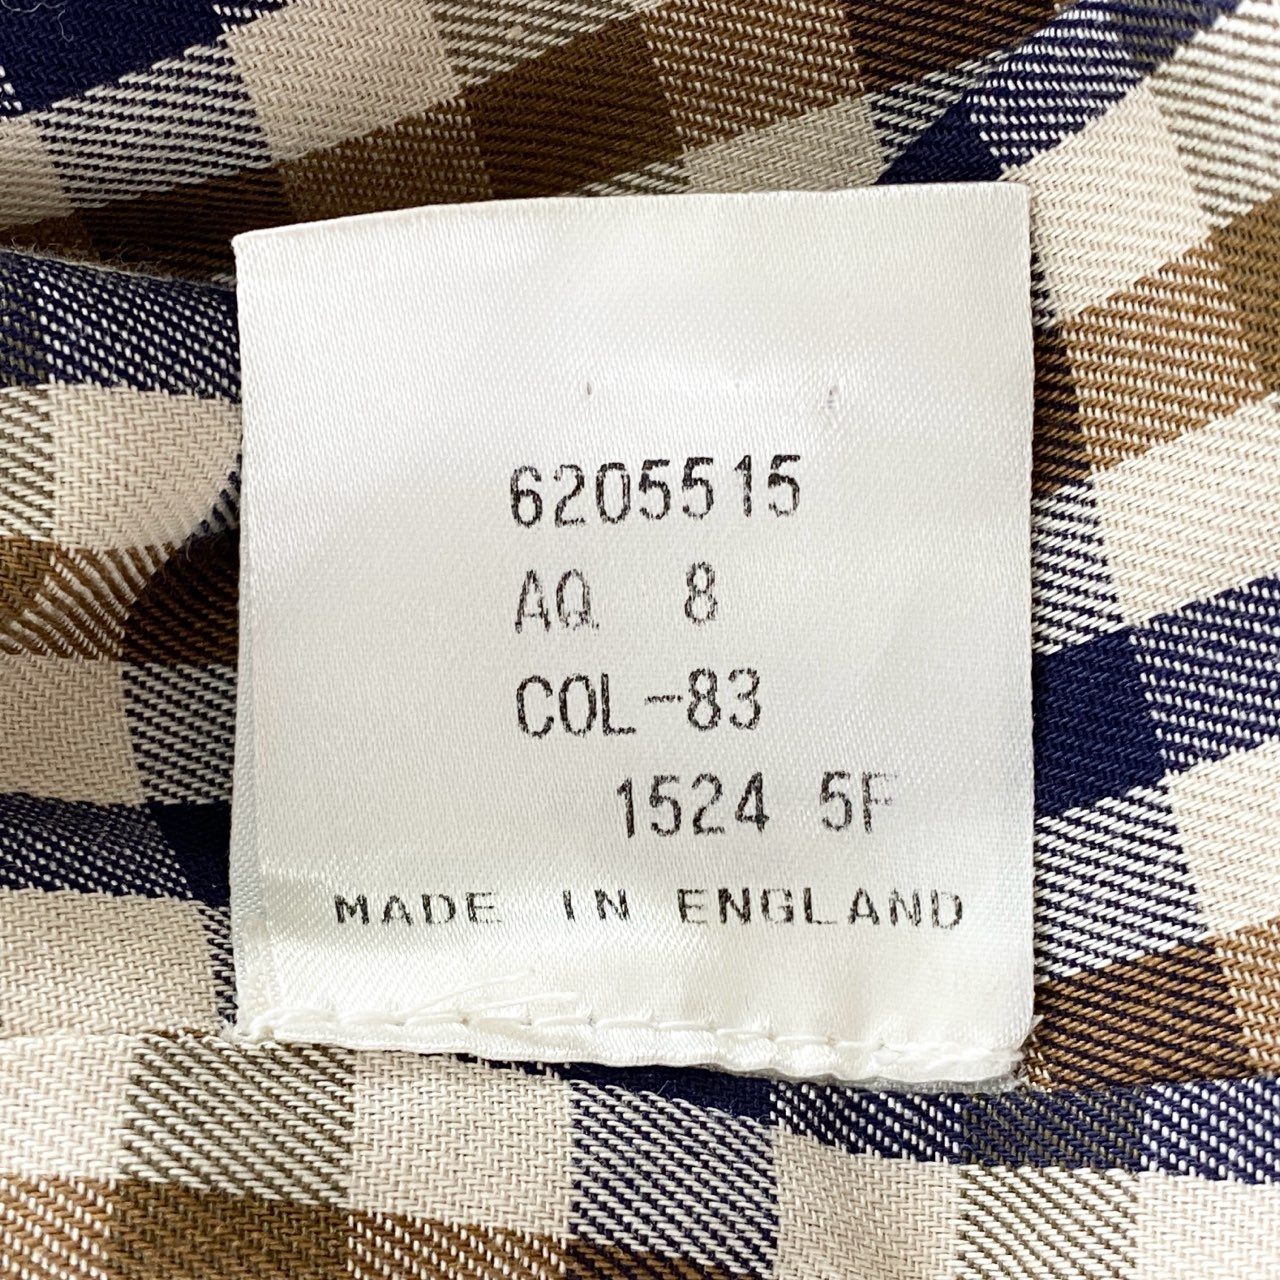 6205515
AQ 8
COL-83
1524 5F
MADE IN ENGLAND